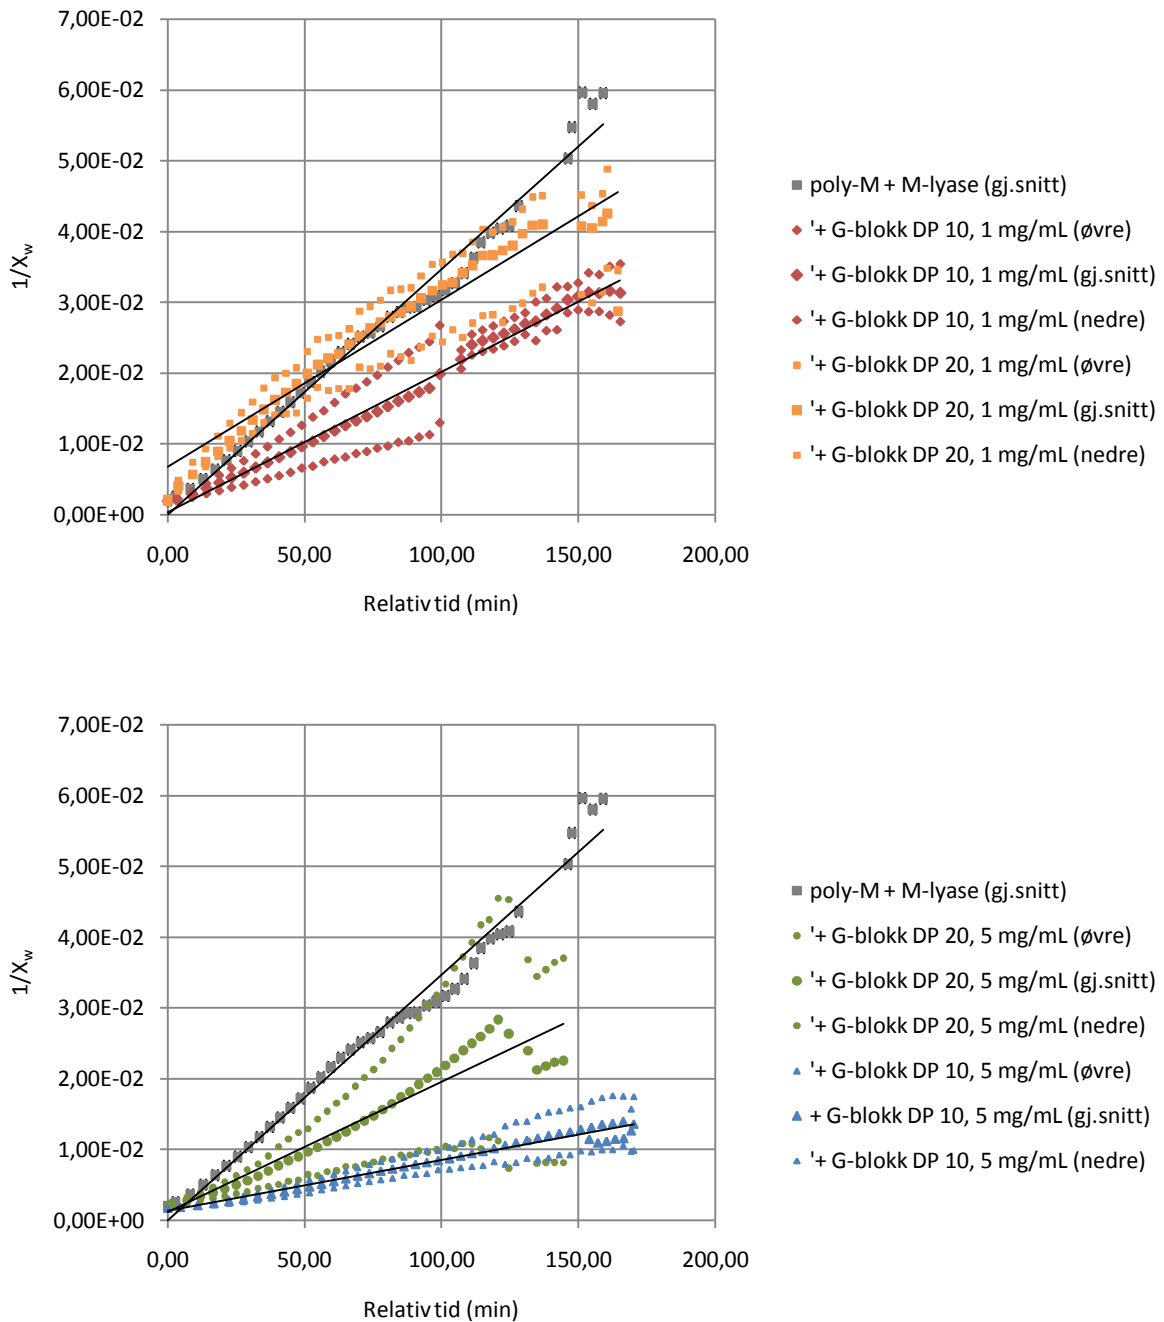 7,00E-02
6,00E-02
5,00E-02
4,00E-02
3,00E-02
2,00E-02
1,00E-02
0,00E+00
1/Xw
0,00 50,00 100,00 150,00 200,00
Relativ tid (min)
poly-M + M-lyase (gj.snitt)
'+ G-blokk DP 10, 1 mg/mL (øvre)
'+ G-blokk DP 10, 1 mg/mL (gj.snitt)
'+ G-blokk DP 10, 1 mg/mL (nedre)
'+ G-blokk DP 20, 1 mg/mL (øvre)
'+ G-blokk DP 20, 1 mg/mL (gj.snitt)
'+ G-blokk DP 20, 1 mg/mL (nedre)
7,00E-02
6,00E-02
5,00E-02
4,00E-02
3,00E-02
2,00E-02
1,00E-02
0,00E+00
1/Xw
0,00 50,00 100,00 150,00 200,00
Relativ tid (min)
poly-M + M-lyase (gj.snitt)
'+ G-blokk DP 20, 5 mg/mL (øvre)
'+ G-blokk DP 20, 5 mg/mL (gj.snitt)
'+ G-blokk DP 20, 5 mg/mL (nedre)
'+ G-blokk DP 10, 5 mg/mL (øvre)
+ G-blokk DP 10, 5 mg/mL (gj.snitt)
'+ G-blokk DP 10, 5 mg/mL (nedre)